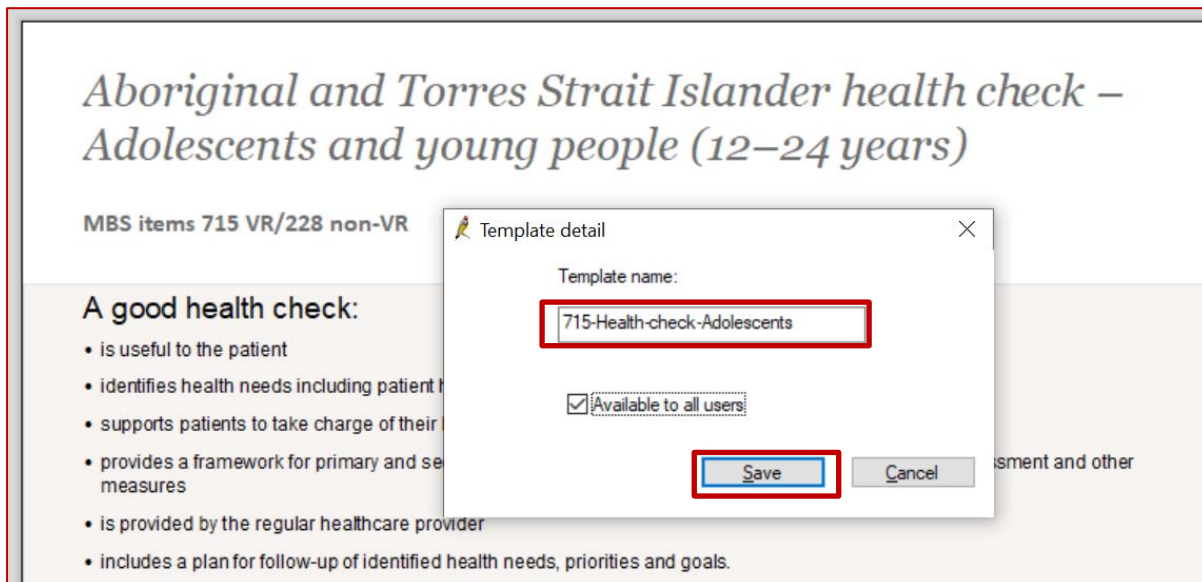 Aboriginal and Torres Strait Islander health check –
Adolescents and young people (12–24 years)
MBS items 715 VR/228 non-VR
Template detail
Template name:
715-Health-check-Adolescents
Available to all users
Save
Cancel
A good health check:
• is useful to the patient
• identifies health needs including patient
• supports patients to take charge of their
• provides a framework for primary and
and other
measures
• is provided by the regular healthcare provider
• includes a plan for follow-up of identified health needs, priorities and goals.